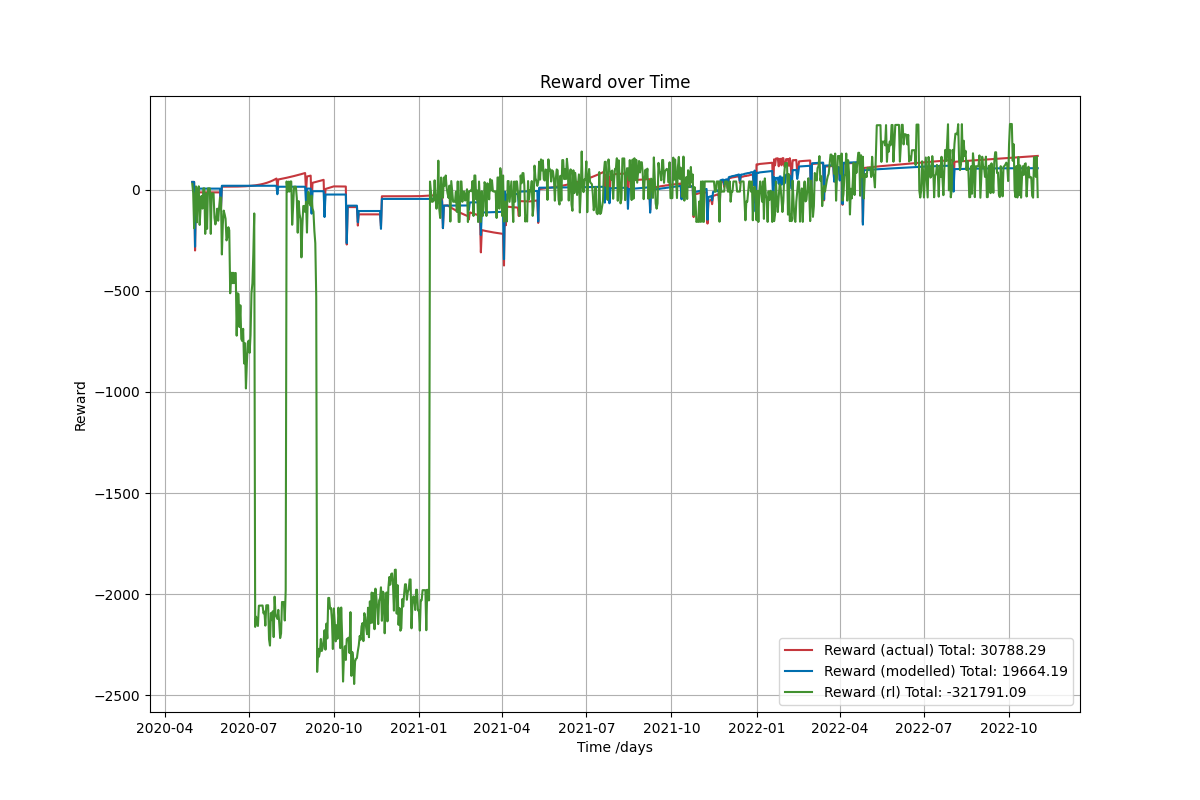 Reward over Time
0
−500
−1000
−1500
−2000
−2500
Reward
2020-04 2020-07 2020-10 2021-01 2021-04 2021-07 2021-10 2022-01 2022-04 2022-07 2022-10
Time /days
Reward (actual) Total: 30788.29
Reward (modelled) Total: 19664.19
Reward (rl) Total: -321791.09